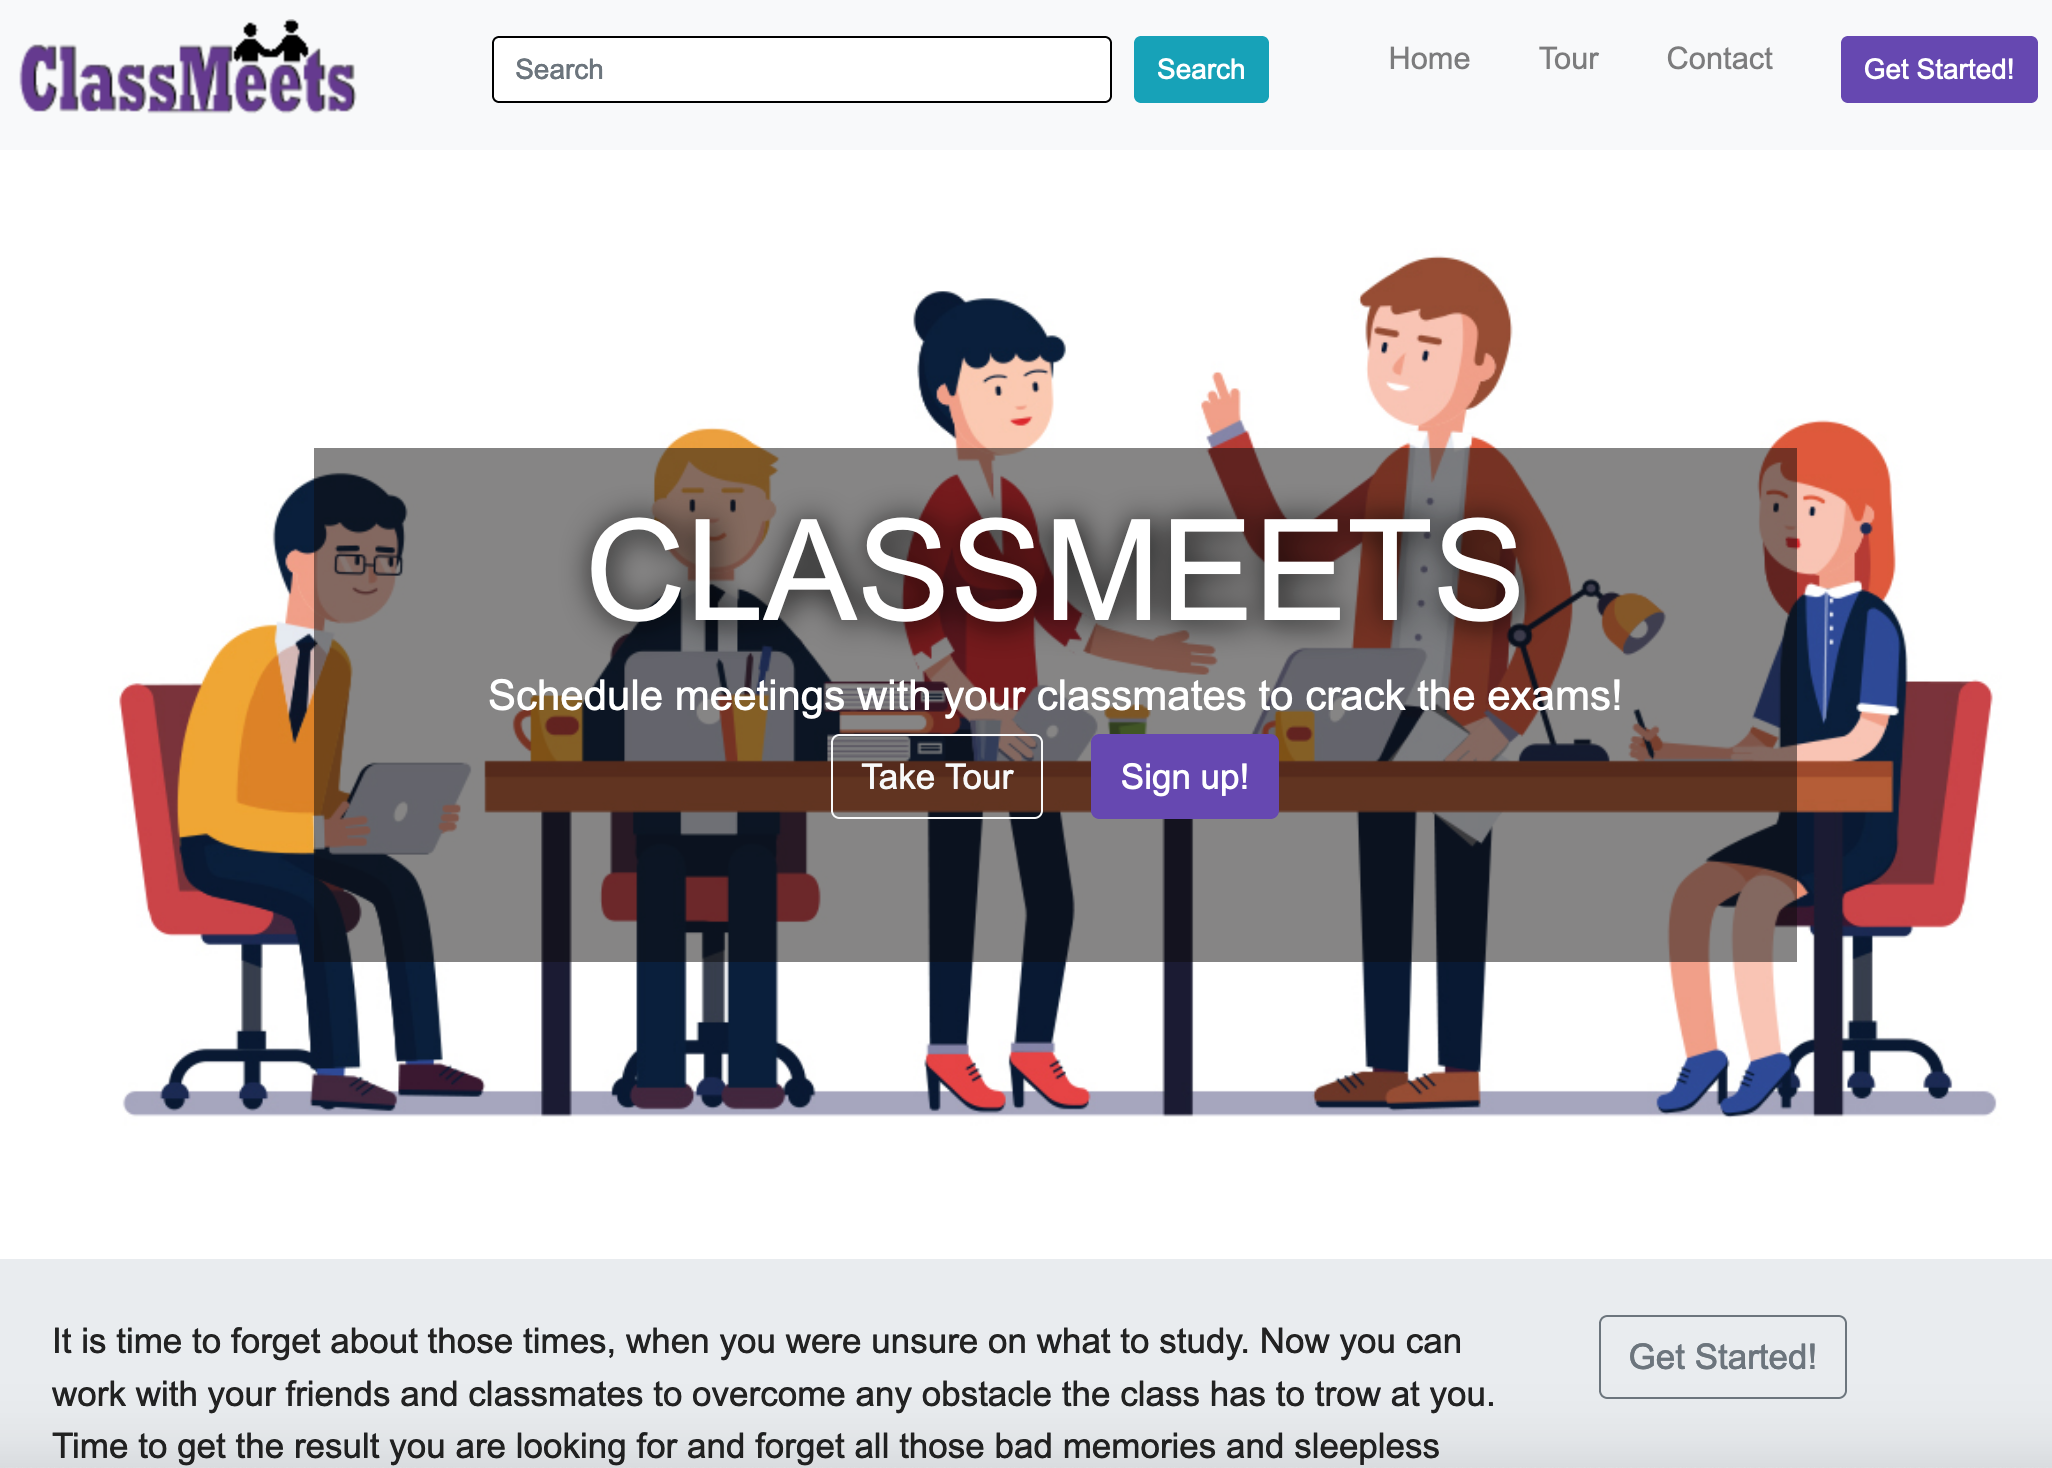 ClassMeets
Search
Search
Home
Tour
Contact
Get Started!
CLASSMEETS
Schedule meetings with your classmates to crack the exams!
Take Tour
Sign up!
It is time to forget about those times, when you were unsure on what to study. Now you can
work with your friends and classmates to overcome any obstacle the class has to trow at you.
Time to get the result you are looking for and forget all those bad memories and sleepless
Get Started!